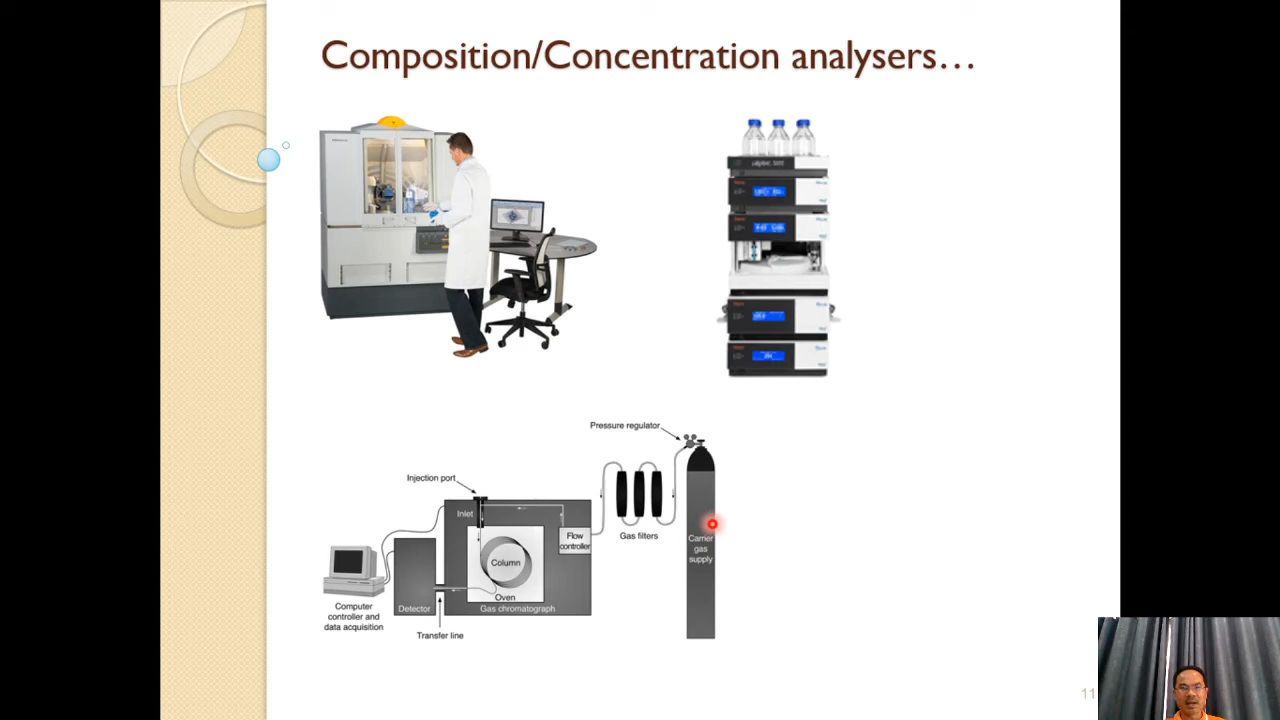 Composition/Concentration analysers...
Pressure regulator
Injection port
Inlet
Flow
controller
Gas filters
Carrier
gas
supply
Column
Oven
Computer
controller and
data acquisition
Detector
Gas chromatograph
Transfer line
11